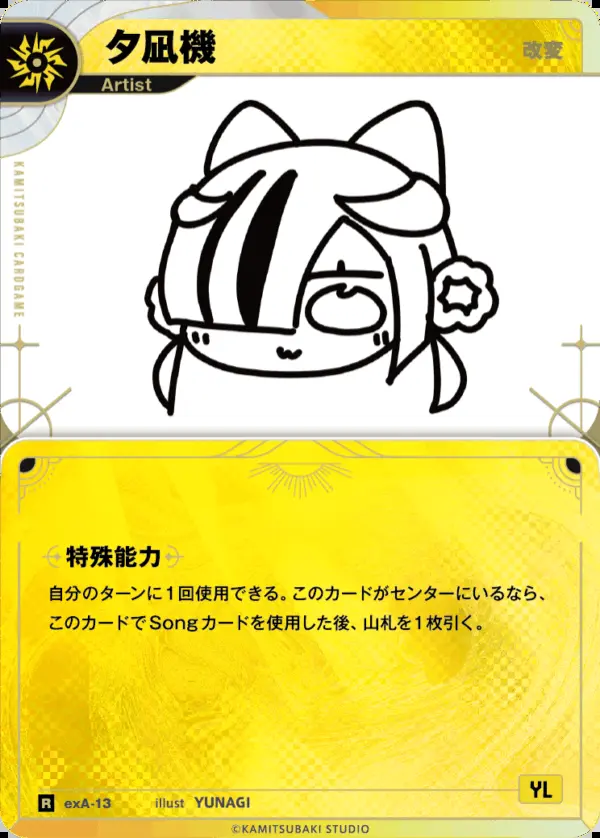 夕凪機
改変
Artist
KAMITSUBAKI CARDGAME
特殊能力
自分のターンに1回使用できる。このカードがセンターにいるなら、
このカードでSongカードを使用した後、山札を1枚引く。
R exA-13 illust YUNAGI
YL
©KAMITSUBAKI STUDIO